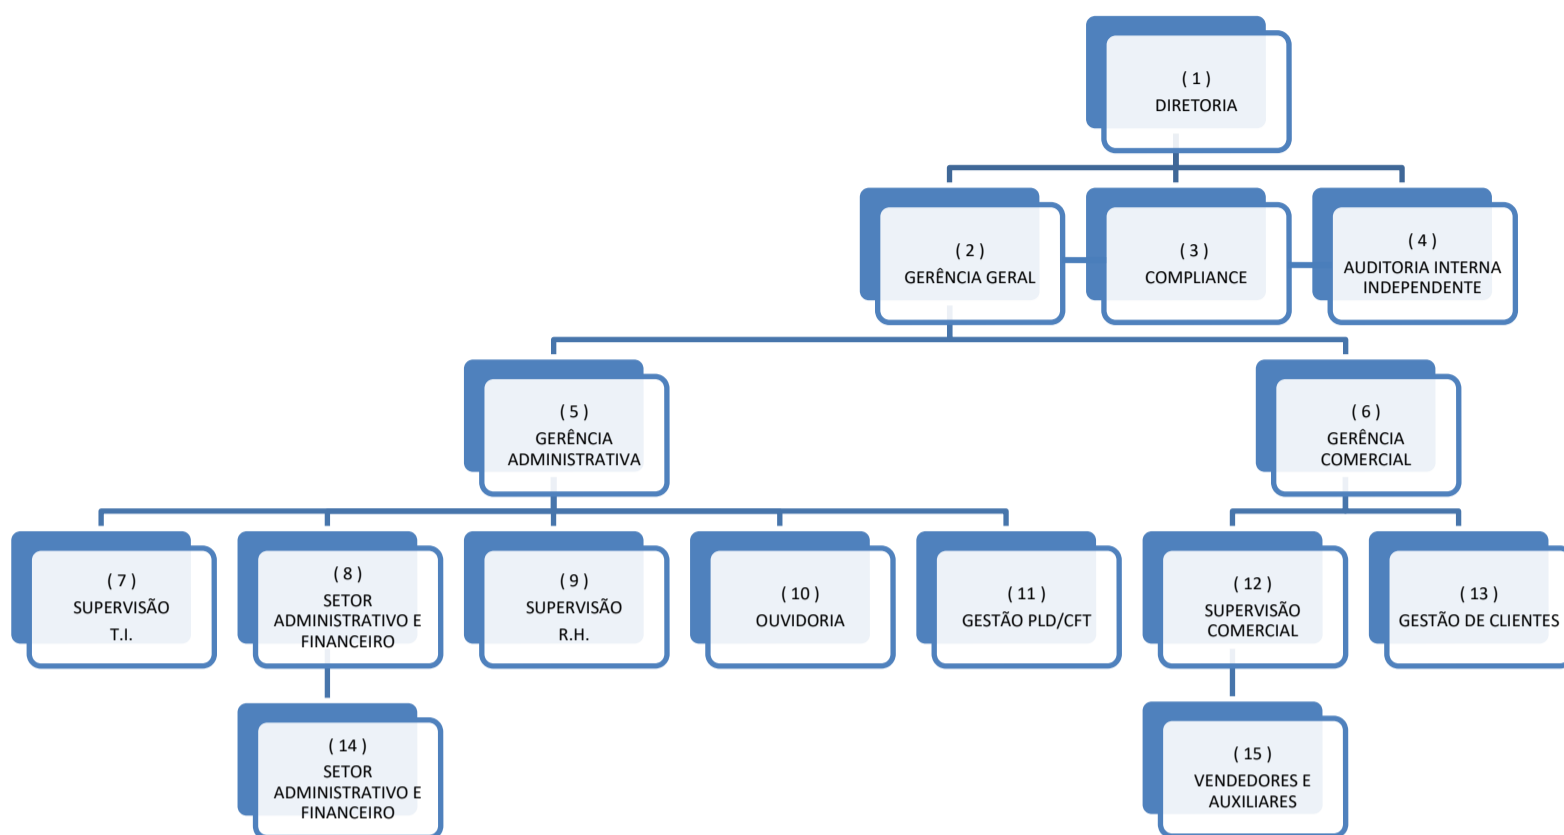 ( 1 )
DIRETORIA
( 2 )
GERÊNCIA GERAL
( 3 )
COMPLIANCE
( 4 )
AUDITORIA INTERNA
INDEPENDENTE
( 5 )
GERÊNCIA
ADMINISTRATIVA
( 6 )
GERÊNCIA
COMERCIAL
( 7 )
SUPERVISÃO
T.I.
( 8 )
SETOR
ADMINISTRATIVO E
FINANCEIRO
( 9 )
SUPERVISÃO
R.H.
( 10 )
OUVIDORIA
( 11 )
GESTÃO PLD/CFT
( 12 )
SUPERVISÃO
COMERCIAL
( 13 )
GESTÃO DE CLIENTES
( 14 )
SETOR
ADMINISTRATIVO E
FINANCEIRO
( 15 )
VENDEDORES E
AUXILIARES